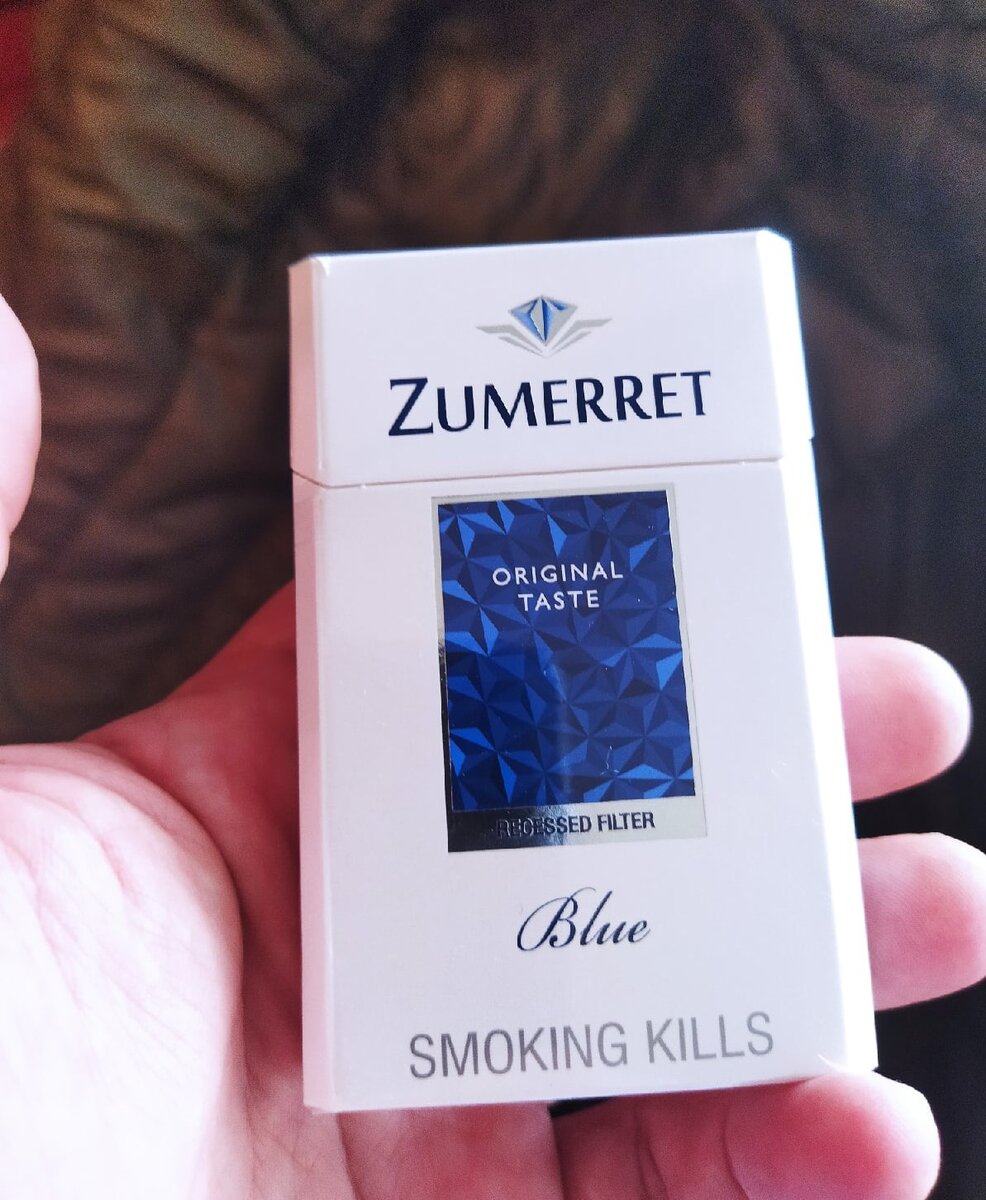 ZUMERRET
ORIGINAL
TASTE
RECESSED FILTER
Blue
SMOKING KILLS